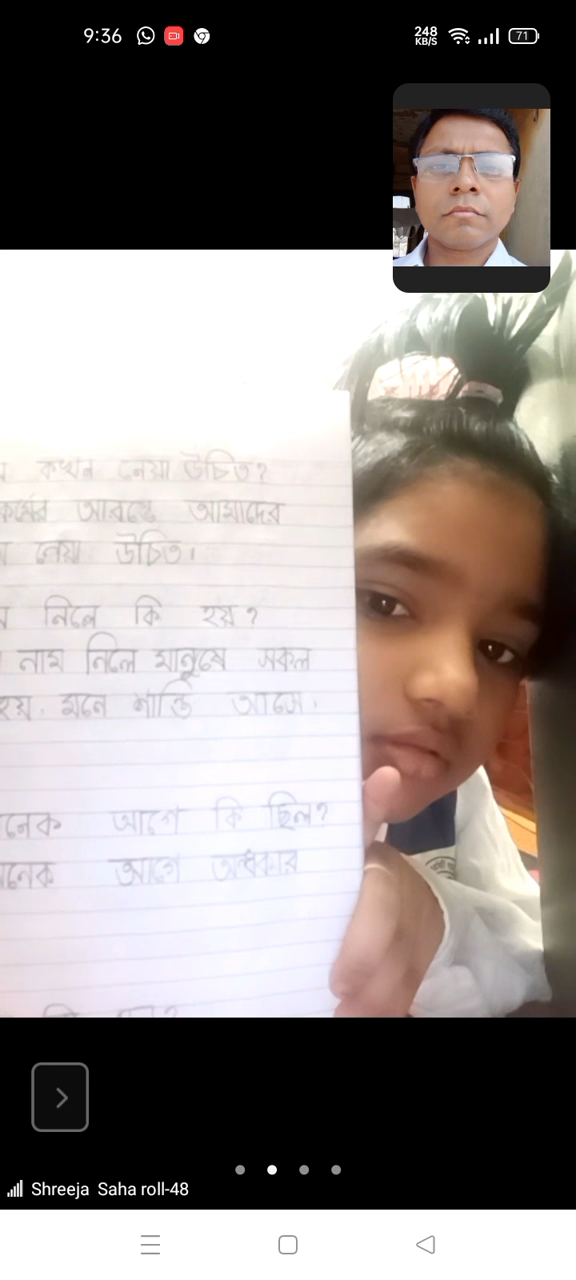 9:36
248
KB/S
71
কখন নেয়া উচিত?
কর্মের আরম্ভে আমাদের
নেয়া উচিত।
নিলে কি হয়?
নাম নিলে মানুষে সকল
হয়. মনে শান্তি আসে.
নেক আগে কি ছিল?
নেক আগে অন্ধকার
Shreeja Saha roll-48